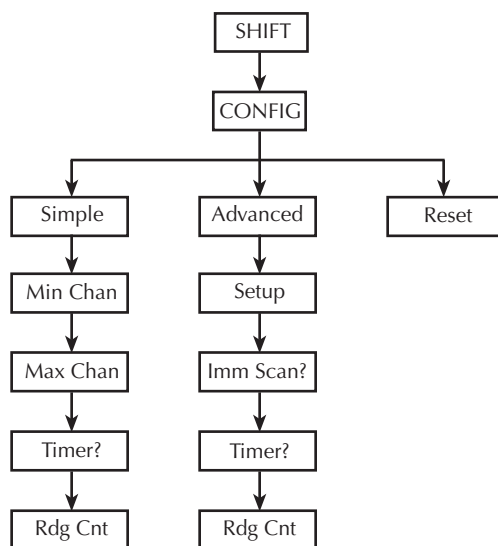 SHIFT
CONFIG
Simple
Advanced
Reset
Min Chan
Setup
Max Chan
Imm Scan?
Timer?
Timer?
Rdg Cnt
Rdg Cnt